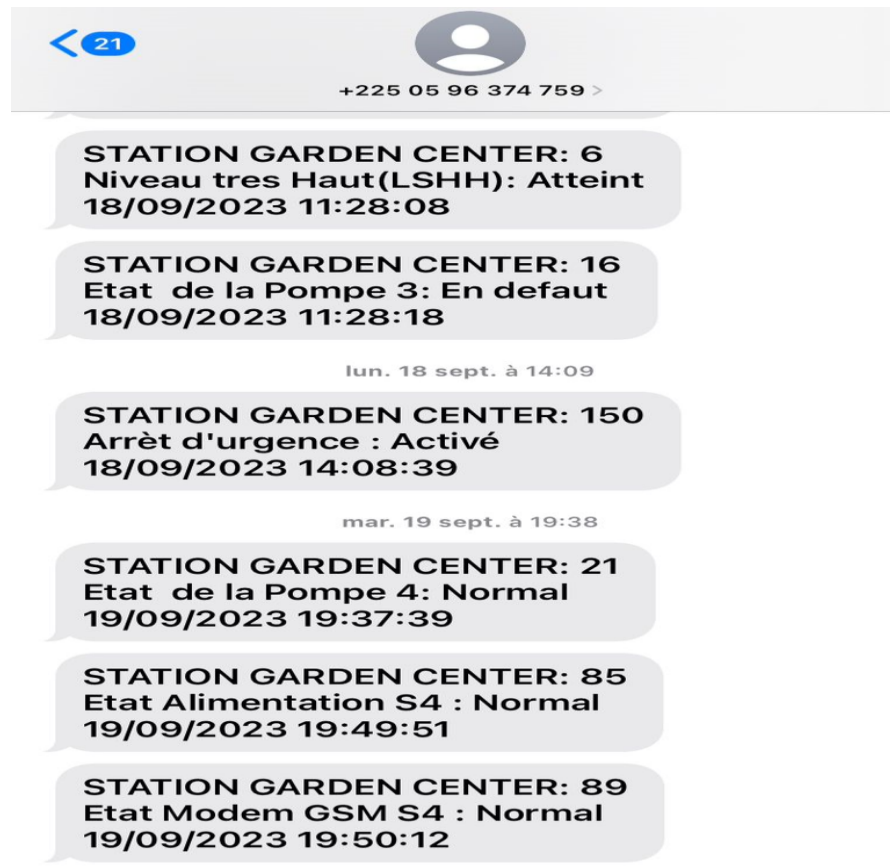 21
+225 05 96 374 759 >
STATION GARDEN CENTER: 6
Niveau tres Haut(LSHH): Atteint
18/09/2023 11:28:08
STATION GARDEN CENTER: 16
Etat  de la Pompe 3: En defaut
18/09/2023 11:28:18
lun. 18 sept. à 14:09
STATION GARDEN CENTER: 150
Arrèt d'urgence : Activé
18/09/2023 14:08:39
mar. 19 sept. à 19:38
STATION GARDEN CENTER: 21
Etat  de la Pompe 4: Normal
19/09/2023 19:37:39
STATION GARDEN CENTER: 85
Etat Alimentation S4 : Normal
19/09/2023 19:49:51
STATION GARDEN CENTER: 89
Etat Modem GSM S4 : Normal
19/09/2023 19:50:12